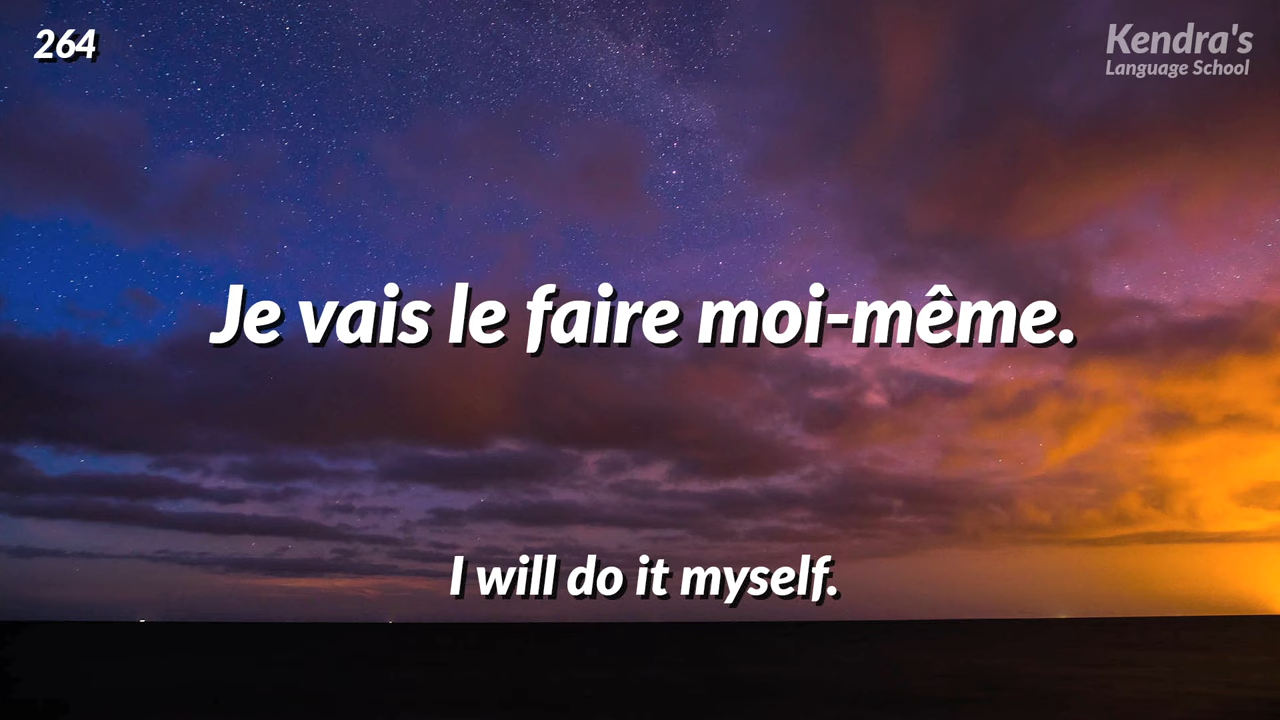 264
Kendra's
Language School
Je vais le faire moi-même.
I will do it myself.